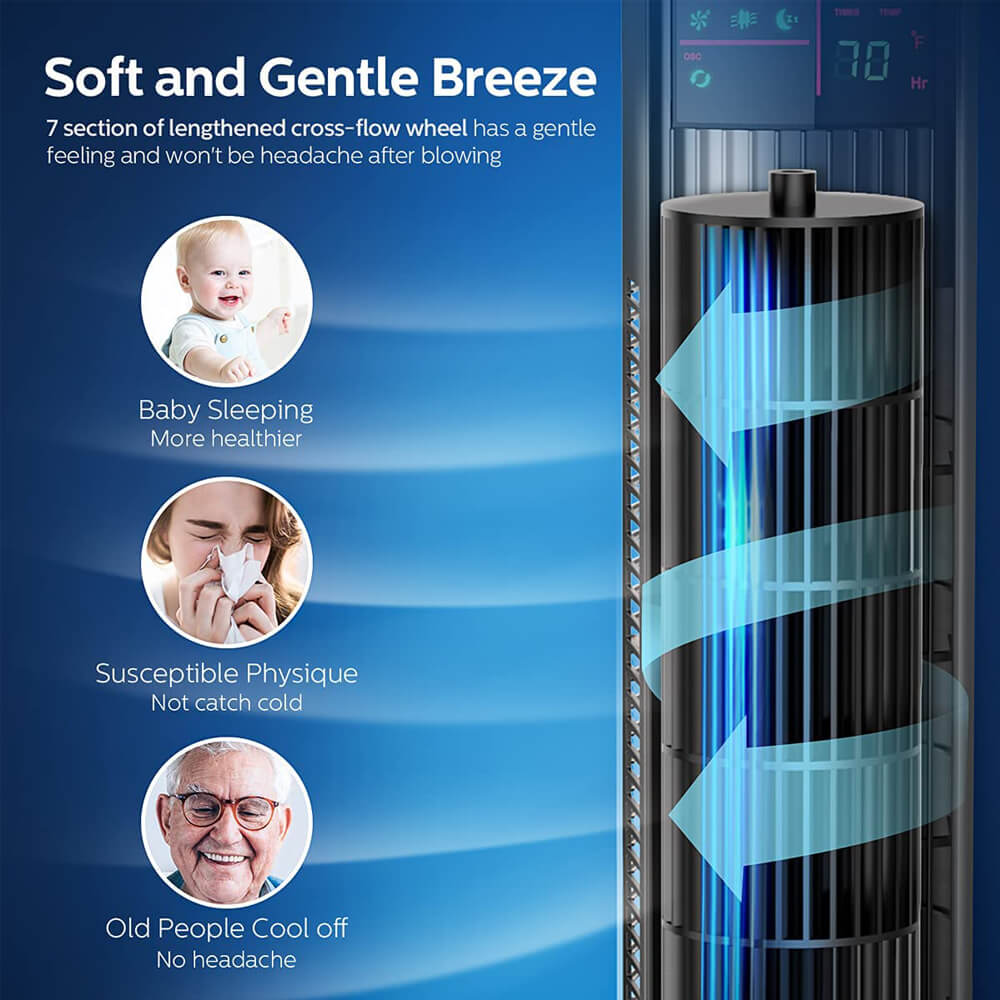 Soft and Gentle Breeze
7 section of lengthened cross-flow wheel has a gentle
feeling and won't be headache after blowing
TIMER TEMP
OSC
70 °F
Hr
Baby Sleeping
More healthier
Susceptible Physique
Not catch cold
Old People Cool off
No headache